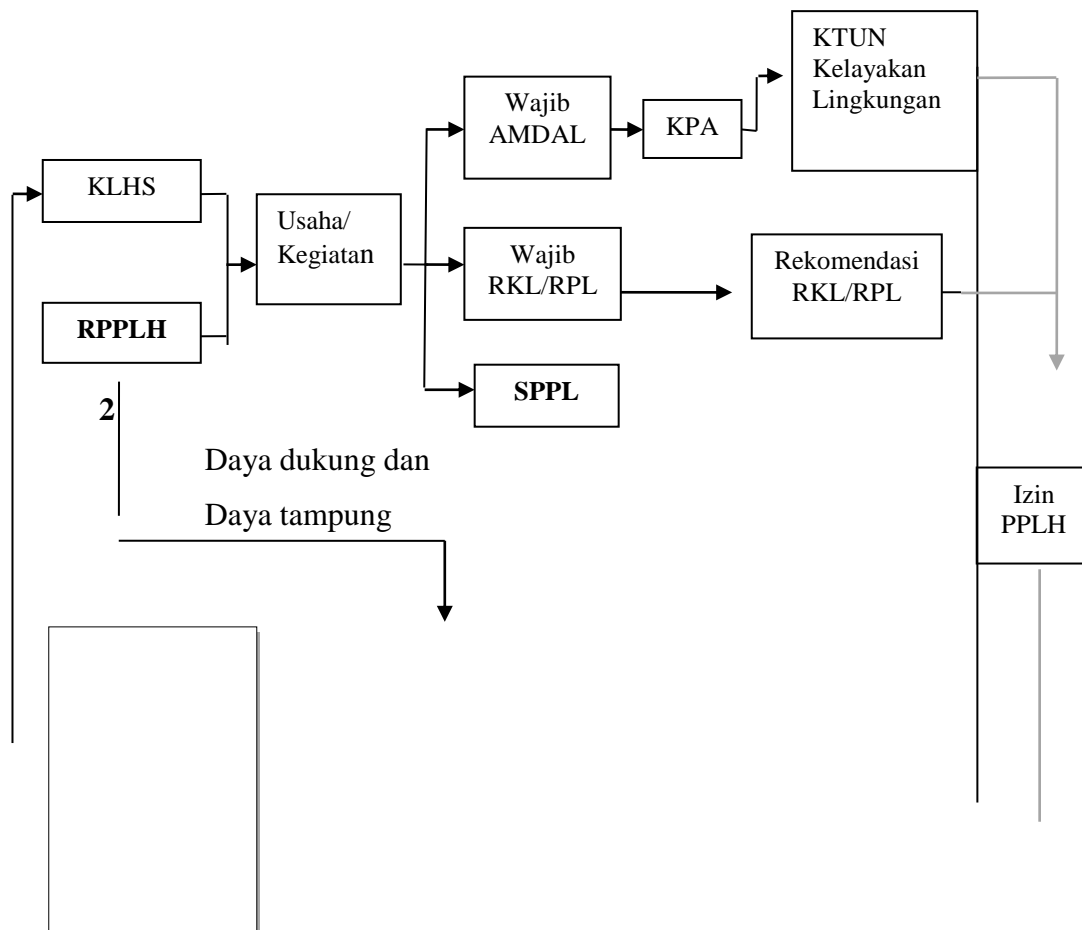 KTUN
Kelayakan
Lingkungan
Wajib
AMDAL
KPA
KLHS
Usaha/
Kegiatan
Wajib
RKL/RPL
Rekomendasi
RKL/RPL
RPPLH
SPPL
2
Daya dukung dan
Daya tampung
Izin
PPLH